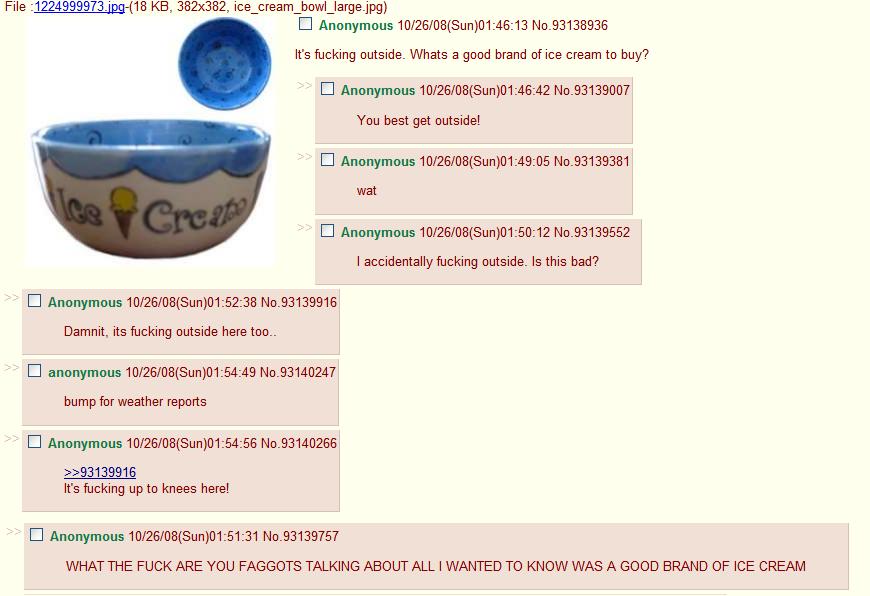 File :1224999973.jpg-(18 KB, 382x382, ice_cream_bowl_large.jpg)
Anonymous 10/26/08(Sun)01:46:13 No.93138936
It's fucking outside. Whats a good brand of ice cream to buy?
Ice Cream
>> Anonymous 10/26/08(Sun)01:46:42 No.93139007
You best get outside!
>> Anonymous 10/26/08(Sun)01:49:05 No.93139381
wat
>> Anonymous 10/26/08(Sun)01:50:12 No.93139552
I accidentally fucking outside. Is this bad?
>> Anonymous 10/26/08(Sun)01:52:38 No.93139916
Damnit, its fucking outside here too..
>> anonymous 10/26/08(Sun)01:54:49 No.93140247
bump for weather reports
>> Anonymous 10/26/08(Sun)01:54:56 No.93140266
>>93139916
It's fucking up to knees here!
>> Anonymous 10/26/08(Sun)01:51:31 No.93139757
WHAT THE FUCK ARE YOU FAGGOTS TALKING ABOUT ALL I WANTED TO KNOW WAS A GOOD BRAND OF ICE CREAM